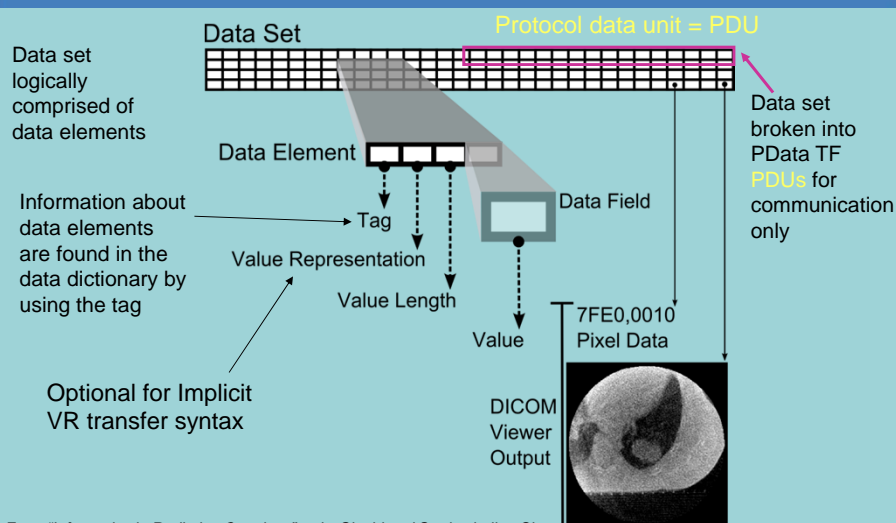 Protocol data unit = PDU
Data Set
Data set
logically
comprised of
data elements
Data set
broken into
PData TF
PDUs for
communication
only
Data Element
Information about
data elements
are found in the
data dictionary by
using the tag
Tag
Data Field
Value Representation
Value Length
Value
7FE0,0010
Pixel Data
Optional for Implicit
VR transfer syntax
DICOM
Viewer
Output